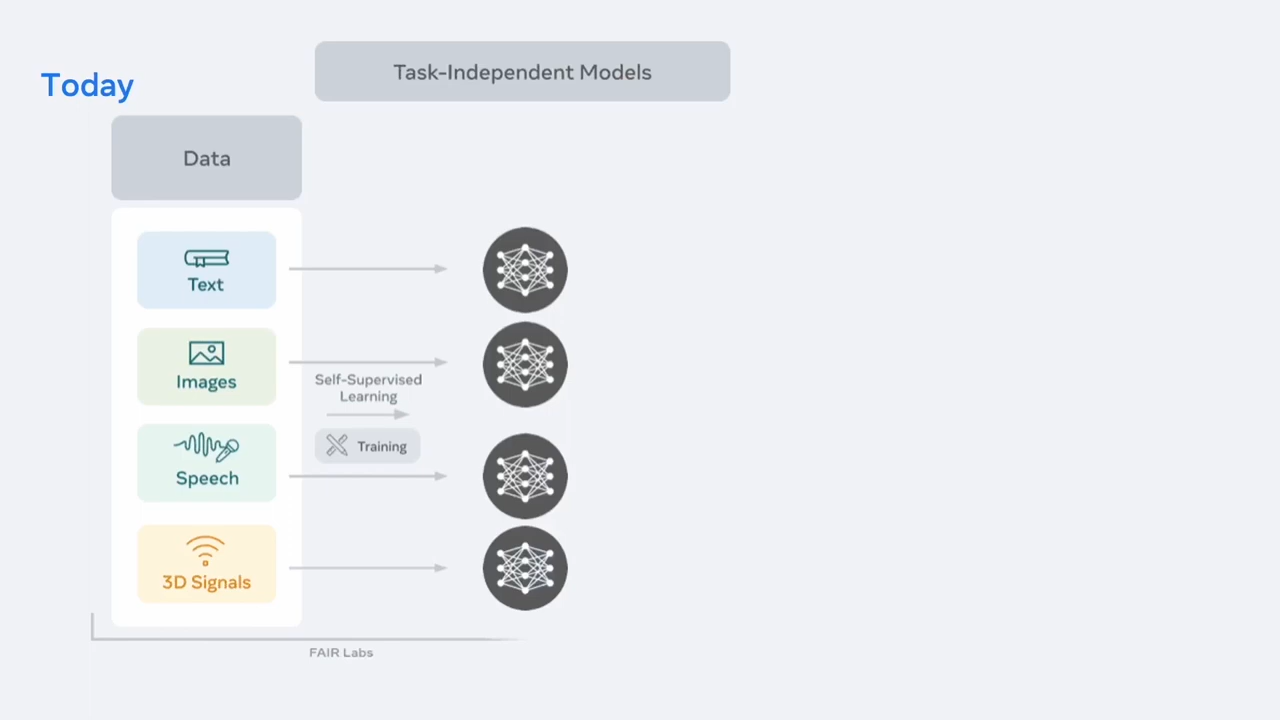 Today
Task-Independent Models
Data
Text
Images
Self-Supervised
Learning
Training
Speech
3D Signals
FAIR Labs